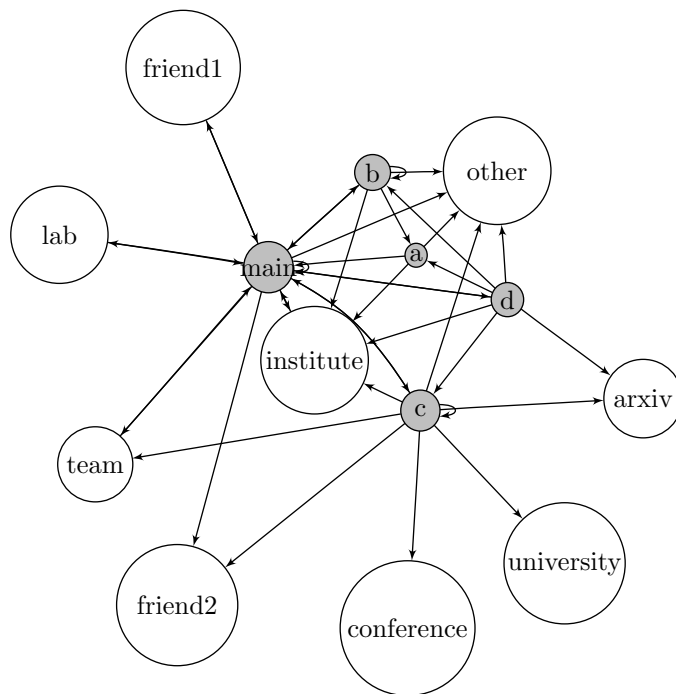 friend1
b
other
lab
a
main
d
institute
arxiv
c
team
university
friend2
conference